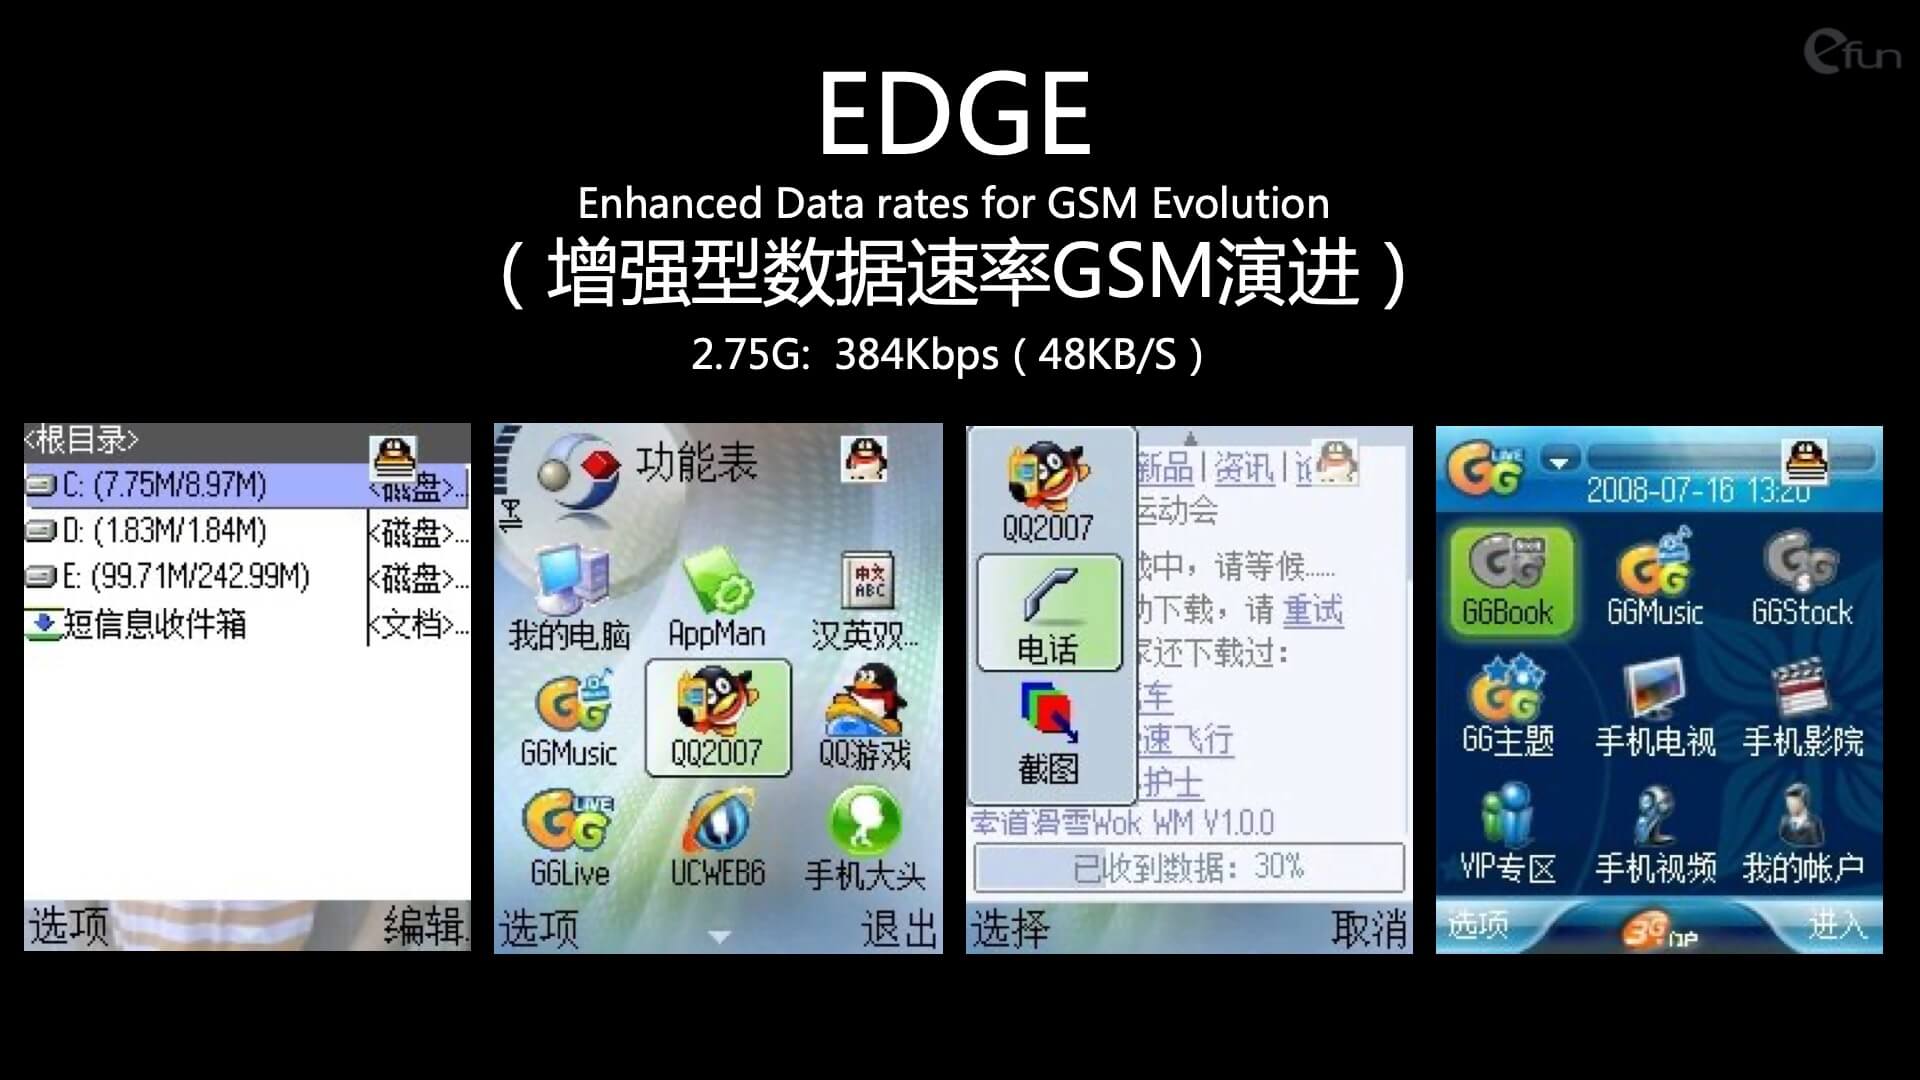 efun
EDGE
Enhanced Data rates for GSM Evolution
（增强型数据速率GSM演进）
2.75G: 384Kbps（48KB/S）
<根目录>
C: (7.75M/8.97M) <磁盘>...
D: (1.83M/1.84M) <磁盘>...
E: (99.71M/242.99M) <磁盘>...
短信息收件箱 <文档>...
选项 编辑
功能表
我的电脑 AppMan 汉英双...
中文
ABC
GGMusic QQ2007 QQ游戏
GGLive UCWEB6 手机大头
选项 退出
QQ2007
电话
截图
新品|资讯|
运动会
中，请等候......
下载，请 重试
还下载过：
车
速飞行
护士
索道滑雪Wok WM V1.0.0
已收到数据：30%
选择 取消
GG LIVE
2008-07-16 13:20
GGBook GGMusic GGStock
GG主题 手机电视 手机影院
VIP专区 手机视频 我的帐户
选项 3G门户 进入